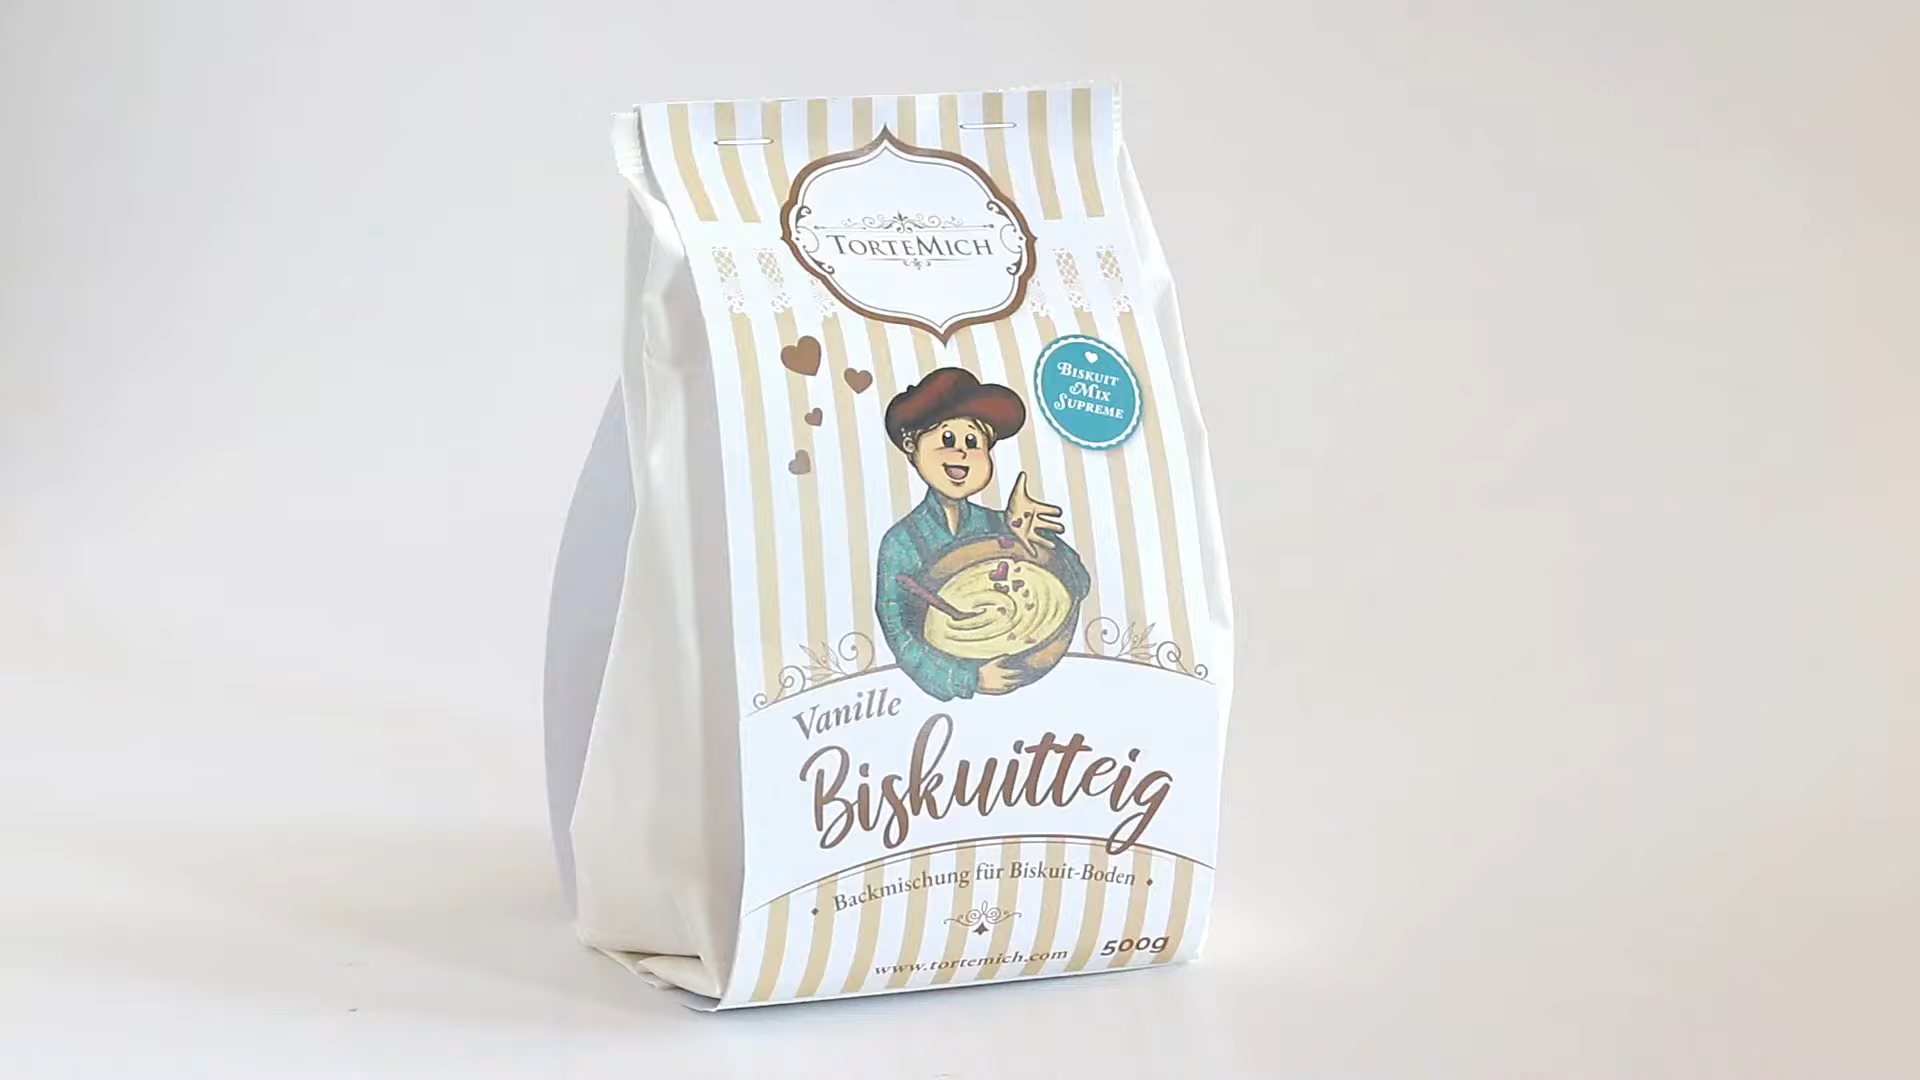 TORTEMICH
BISKUIT
MIX
SUPREME
Vanille
Biskuitteig
• Backmischung für Biskuit-Boden •
www.tortemich.com
500g